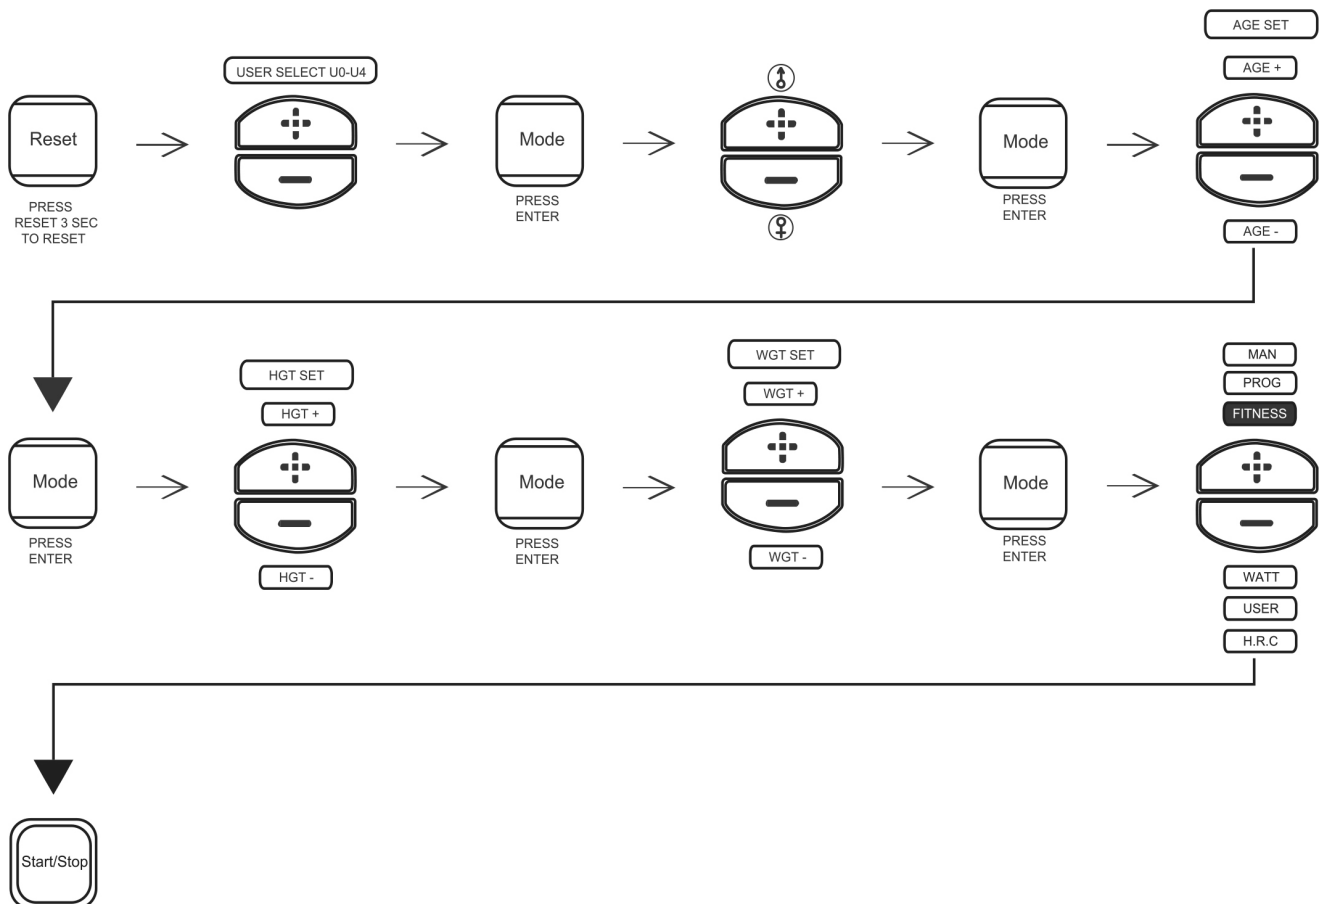 AGE SET
USER SELECT U0-U4
AGE +
Reset
Mode
Mode
PRESS
RESET 3 SEC
TO RESET
PRESS
ENTER
PRESS
ENTER
AGE -
HGT SET
HGT +
WGT SET
WGT +
MAN
PROG
FITNESS
Mode
Mode
Mode
PRESS
ENTER
HGT -
PRESS
ENTER
WGT -
PRESS
ENTER
WATT
USER
H.R.C
Start/Stop